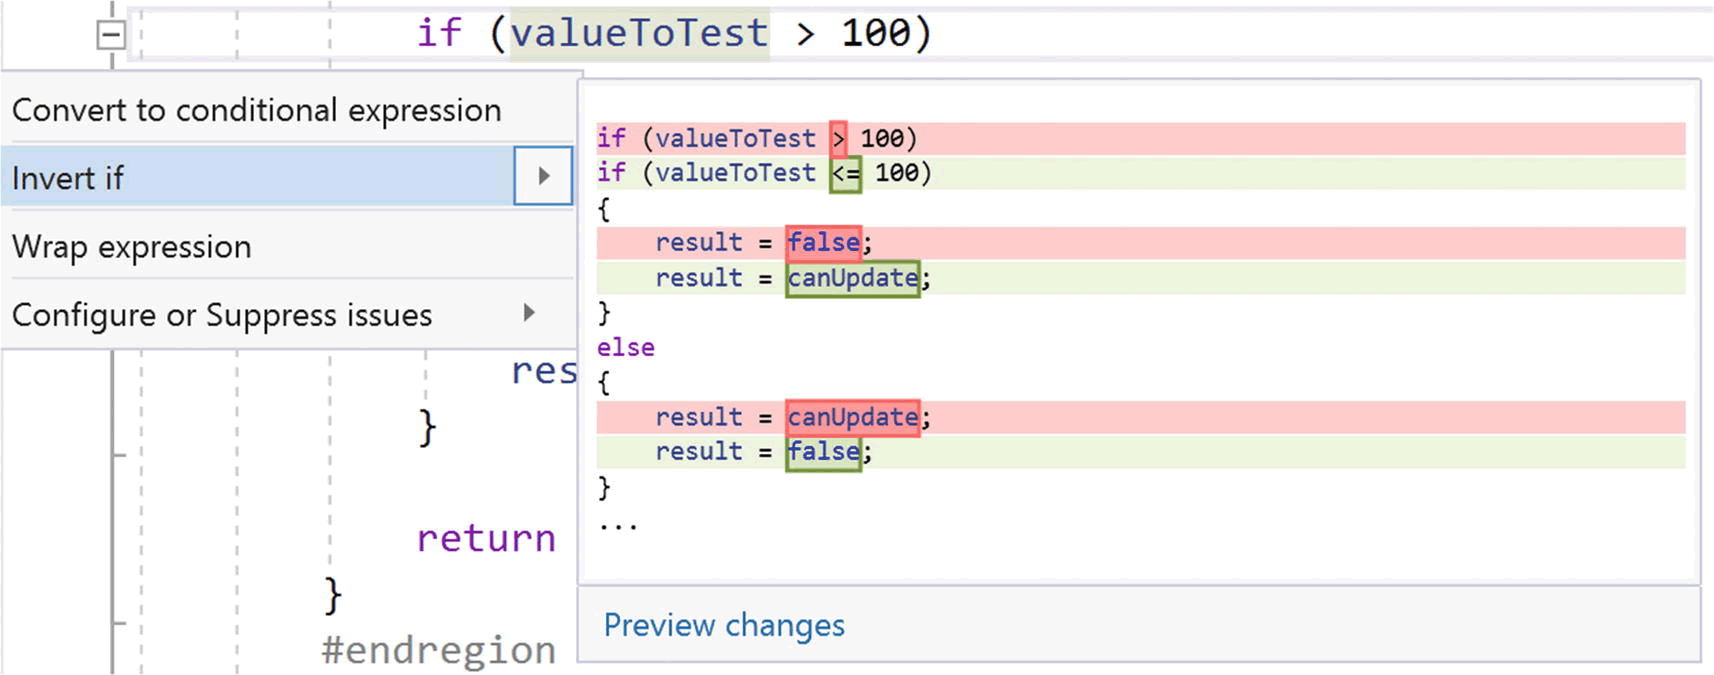 if (valueToTest > 100)
Convert to conditional expression
Invert if
Wrap expression
Configure or Suppress issues
if (valueToTest > 100)
if (valueToTest <= 100)
{
result = false;
result = canUpdate;
}
else
{
result = canUpdate;
result = false;
}
...
Preview changes
res
}
return
}
#endregion